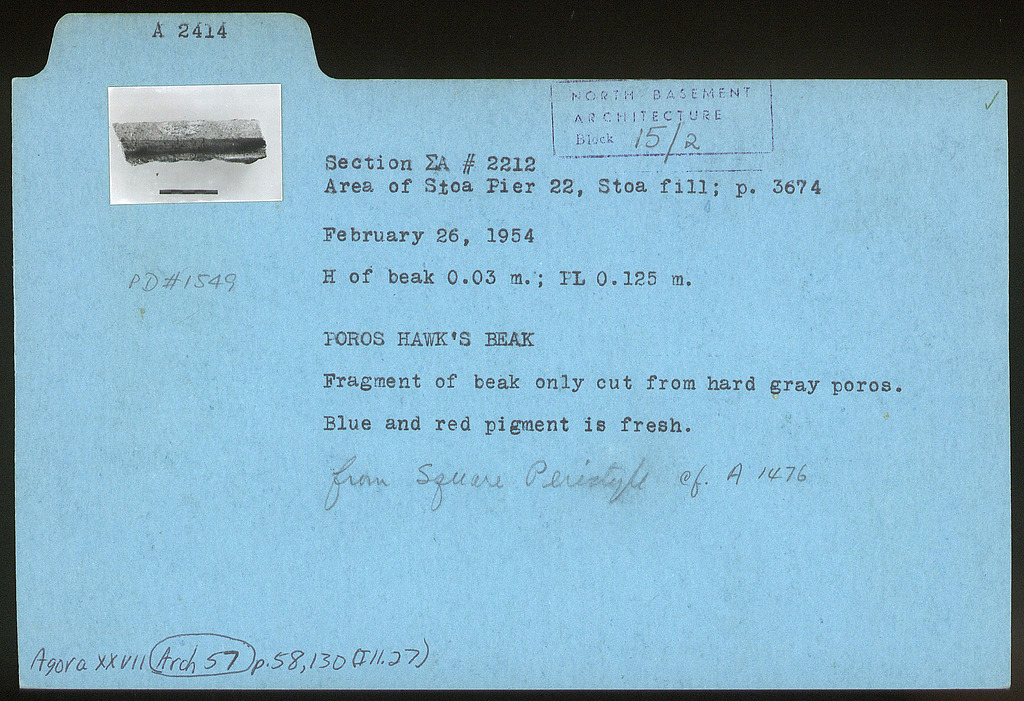 A 2414
NORTH BASEMENT
ARCHITECTURE
Block 15/2
Section ΣΑ # 2212
Area of Stoa Pier 22, Stoa fill; p. 3674
February 26, 1954
PD#1549
H of beak 0.03 m.; PL 0.125 m.
POROS HAWK'S BEAK
Fragment of beak only cut from hard gray poros.
Blue and red pigment is fresh.
from Square Peristyle cf. A 1476
Agora XXVII Arch 57 p. 58, 130 (Ill. 27)